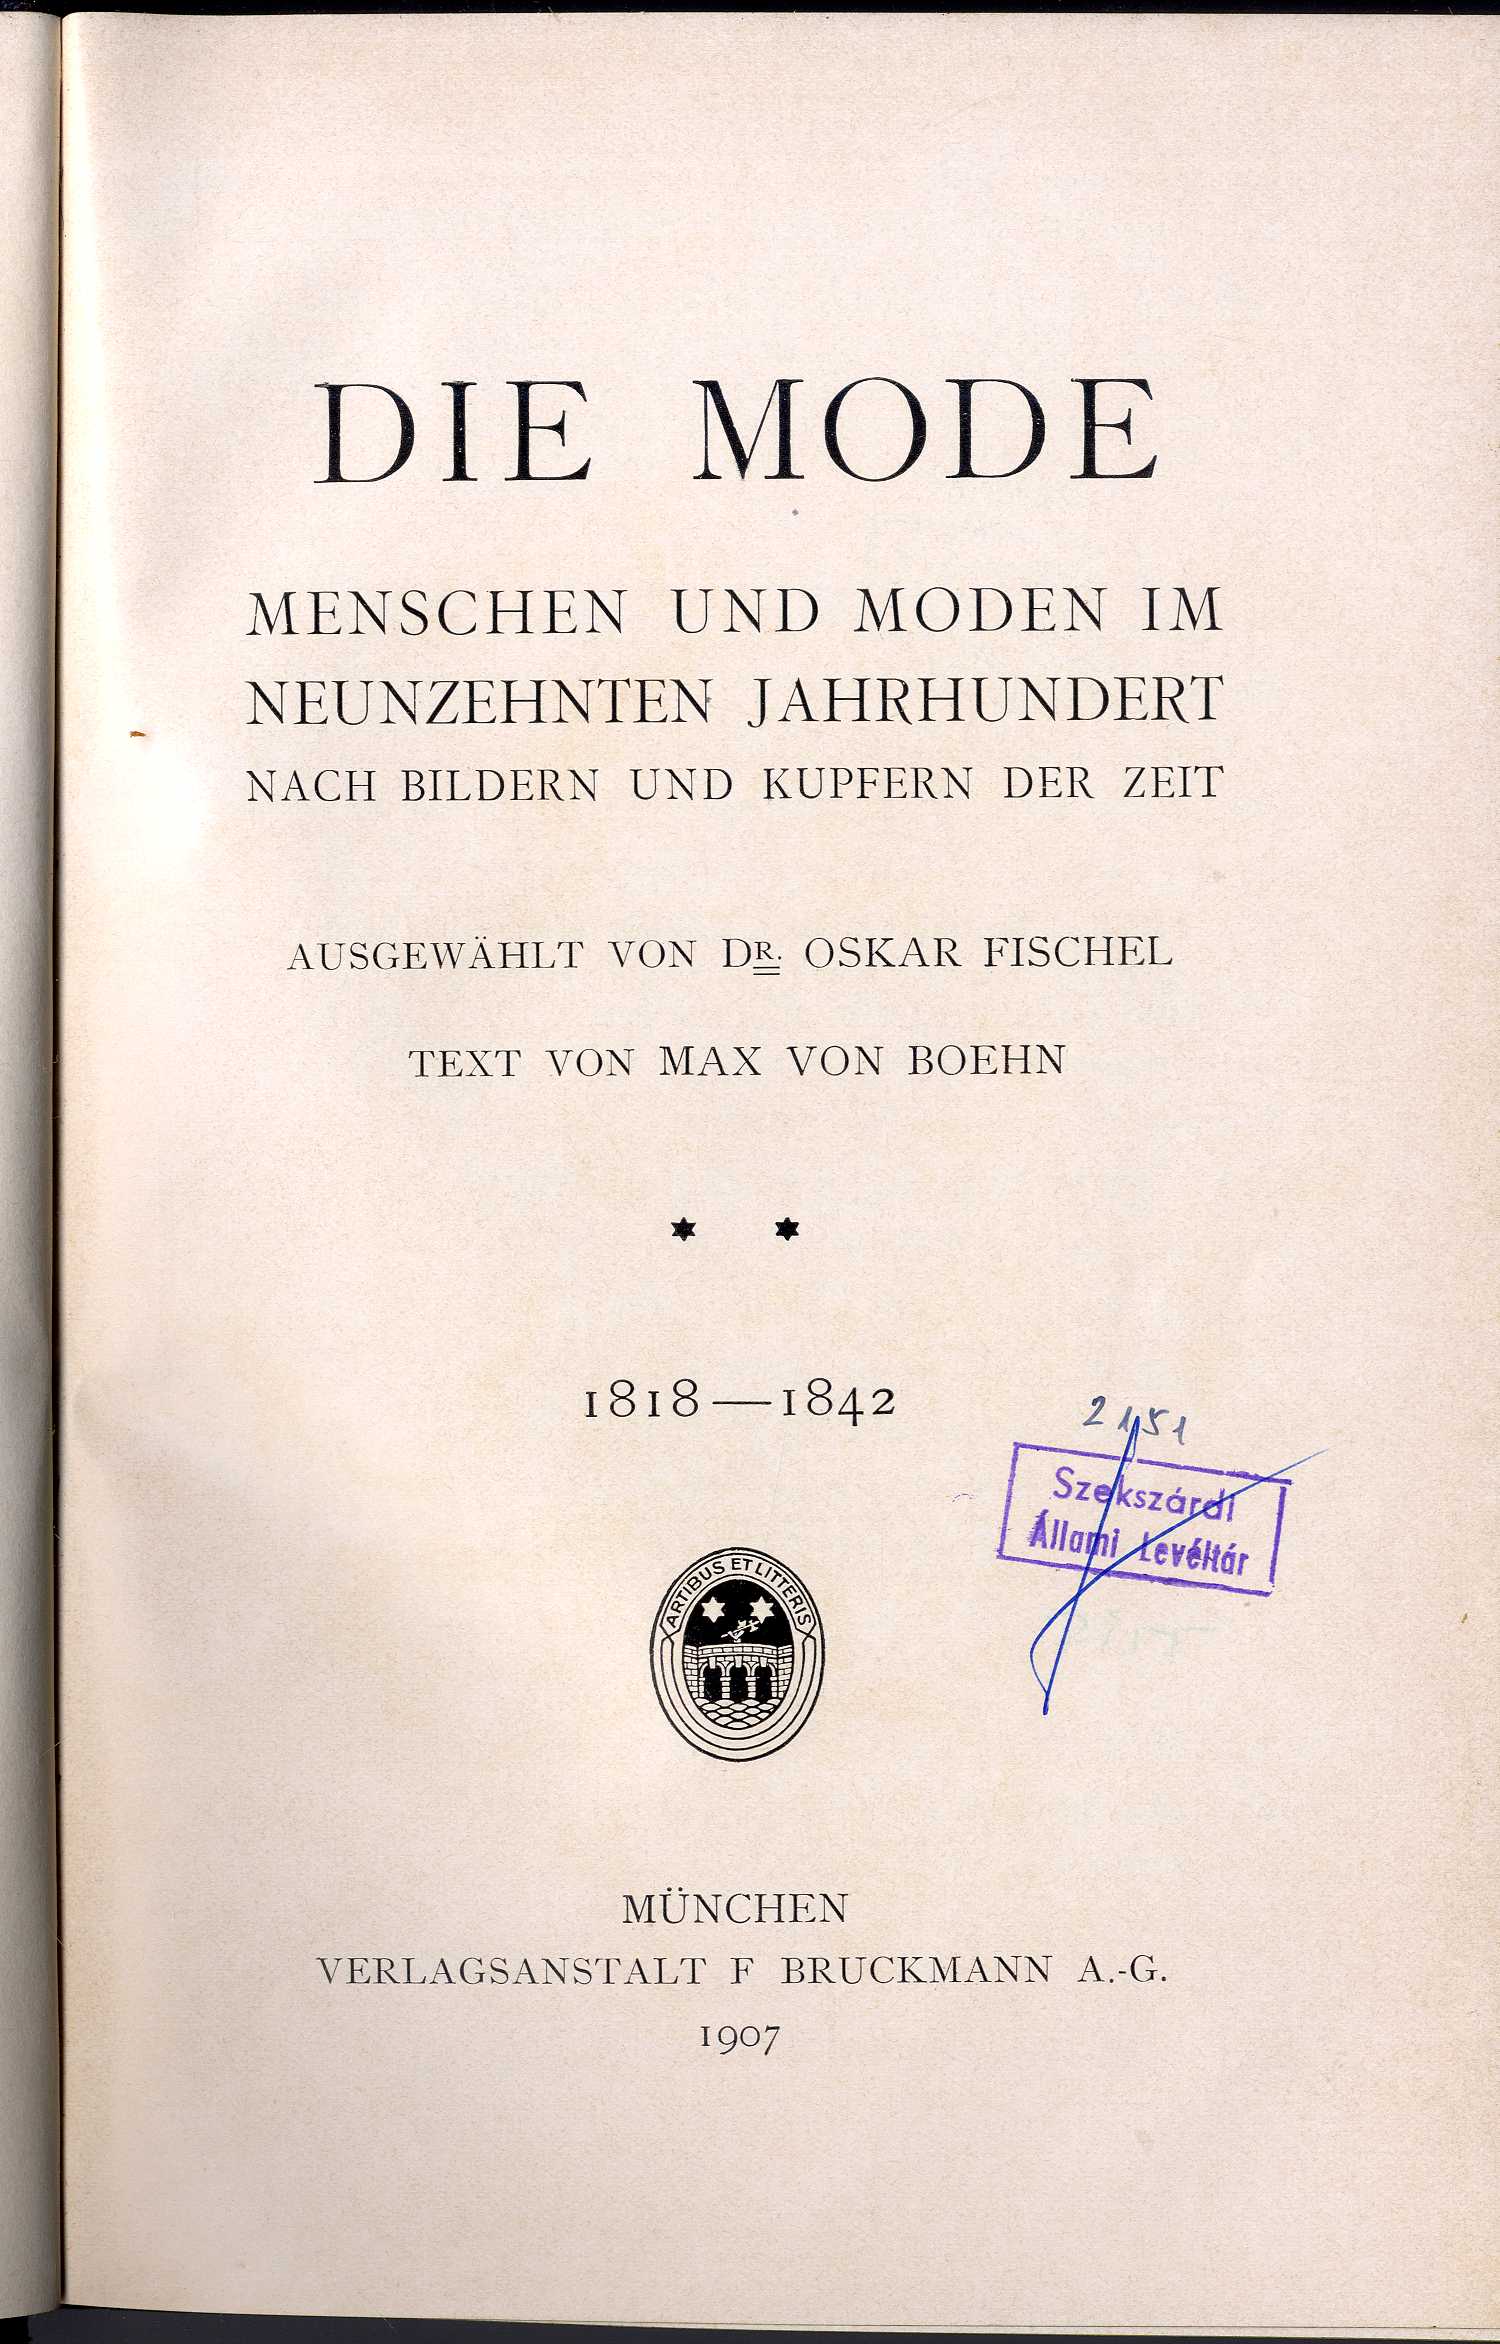 DIE MODE
MENSCHEN UND MODEN IM
NEUNZEHNTEN JAHRHUNDERT
NACH BILDERN UND KUPFERN DER ZEIT
AUSGEWÄHLT VON DR. OSKAR FISCHEL
TEXT VON MAX VON BOEHN
1818—1842
2151
Szekszárdi
Állami Levéltár
ARTIBUS ET LITTERIS
MÜNCHEN
VERLAGSANSTALT F BRUCKMANN A.-G.
1907